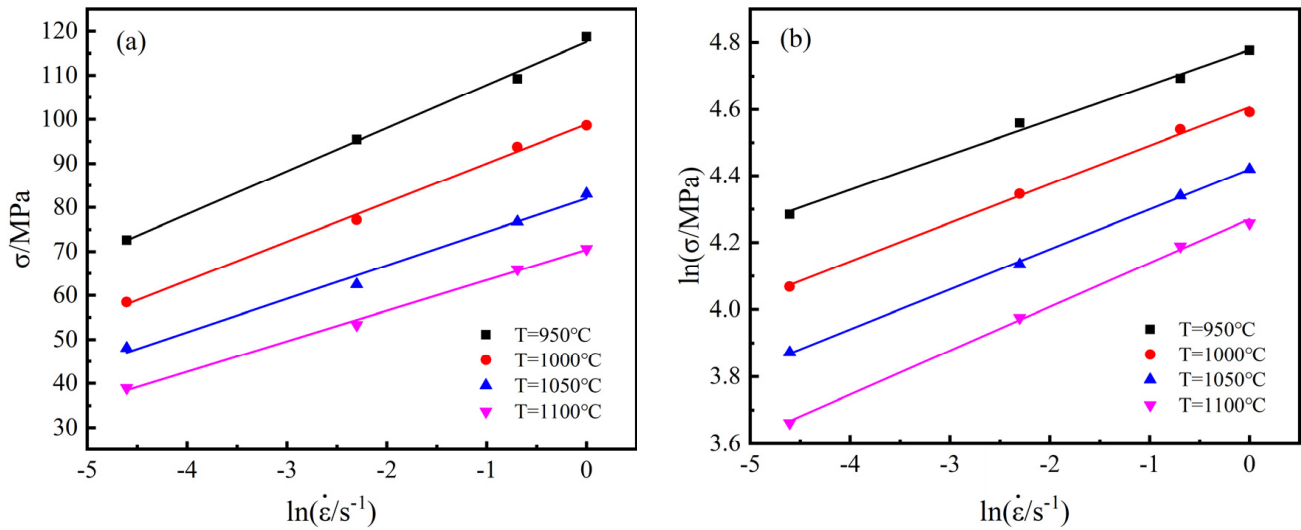 (a)
σ/MPa
120
110
100
90
80
70
60
50
40
30
T=950℃
T=1000℃
T=1050℃
T=1100℃
-5 -4 -3 -2 -1 0
ln(ε̇/s⁻¹)
(b)
ln(σ/MPa)
4.8
4.6
4.4
4.2
4.0
3.8
3.6
T=950℃
T=1000℃
T=1050℃
T=1100℃
-5 -4 -3 -2 -1 0
ln(ε̇/s⁻¹)